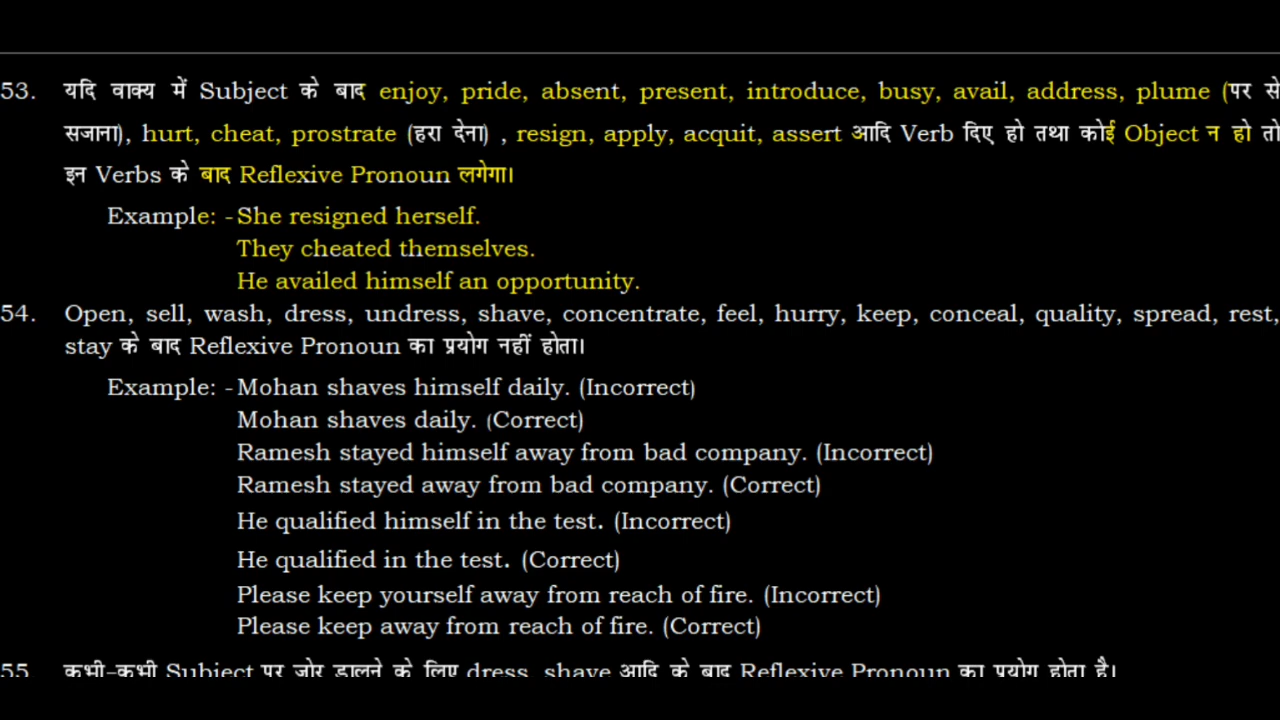 53. यदि वाक्य में Subject के बाद enjoy, pride, absent, present, introduce, busy, avail, address, plume (पर से
सजाना), hurt, cheat, prostrate (हरा देना) , resign, apply, acquit, assert आदि Verb दिए हो तथा कोई Object न हो तो
इन Verbs के बाद Reflexive Pronoun लगेगा।
Example: - She resigned herself.
They cheated themselves.
He availed himself an opportunity.
54. Open, sell, wash, dress, undress, shave, concentrate, feel, hurry, keep, conceal, quality, spread, rest,
stay के बाद Reflexive Pronoun का प्रयोग नहीं होता।
Example: - Mohan shaves himself daily. (Incorrect)
Mohan shaves daily. (Correct)
Ramesh stayed himself away from bad company. (Incorrect)
Ramesh stayed away from bad company. (Correct)
He qualified himself in the test. (Incorrect)
He qualified in the test. (Correct)
Please keep yourself away from reach of fire. (Incorrect)
Please keep away from reach of fire. (Correct)
55. कभी-कभी Subject पर जोर डालने के लिए dress, shave आदि के बाद Reflexive Pronoun का प्रयोग होता है।